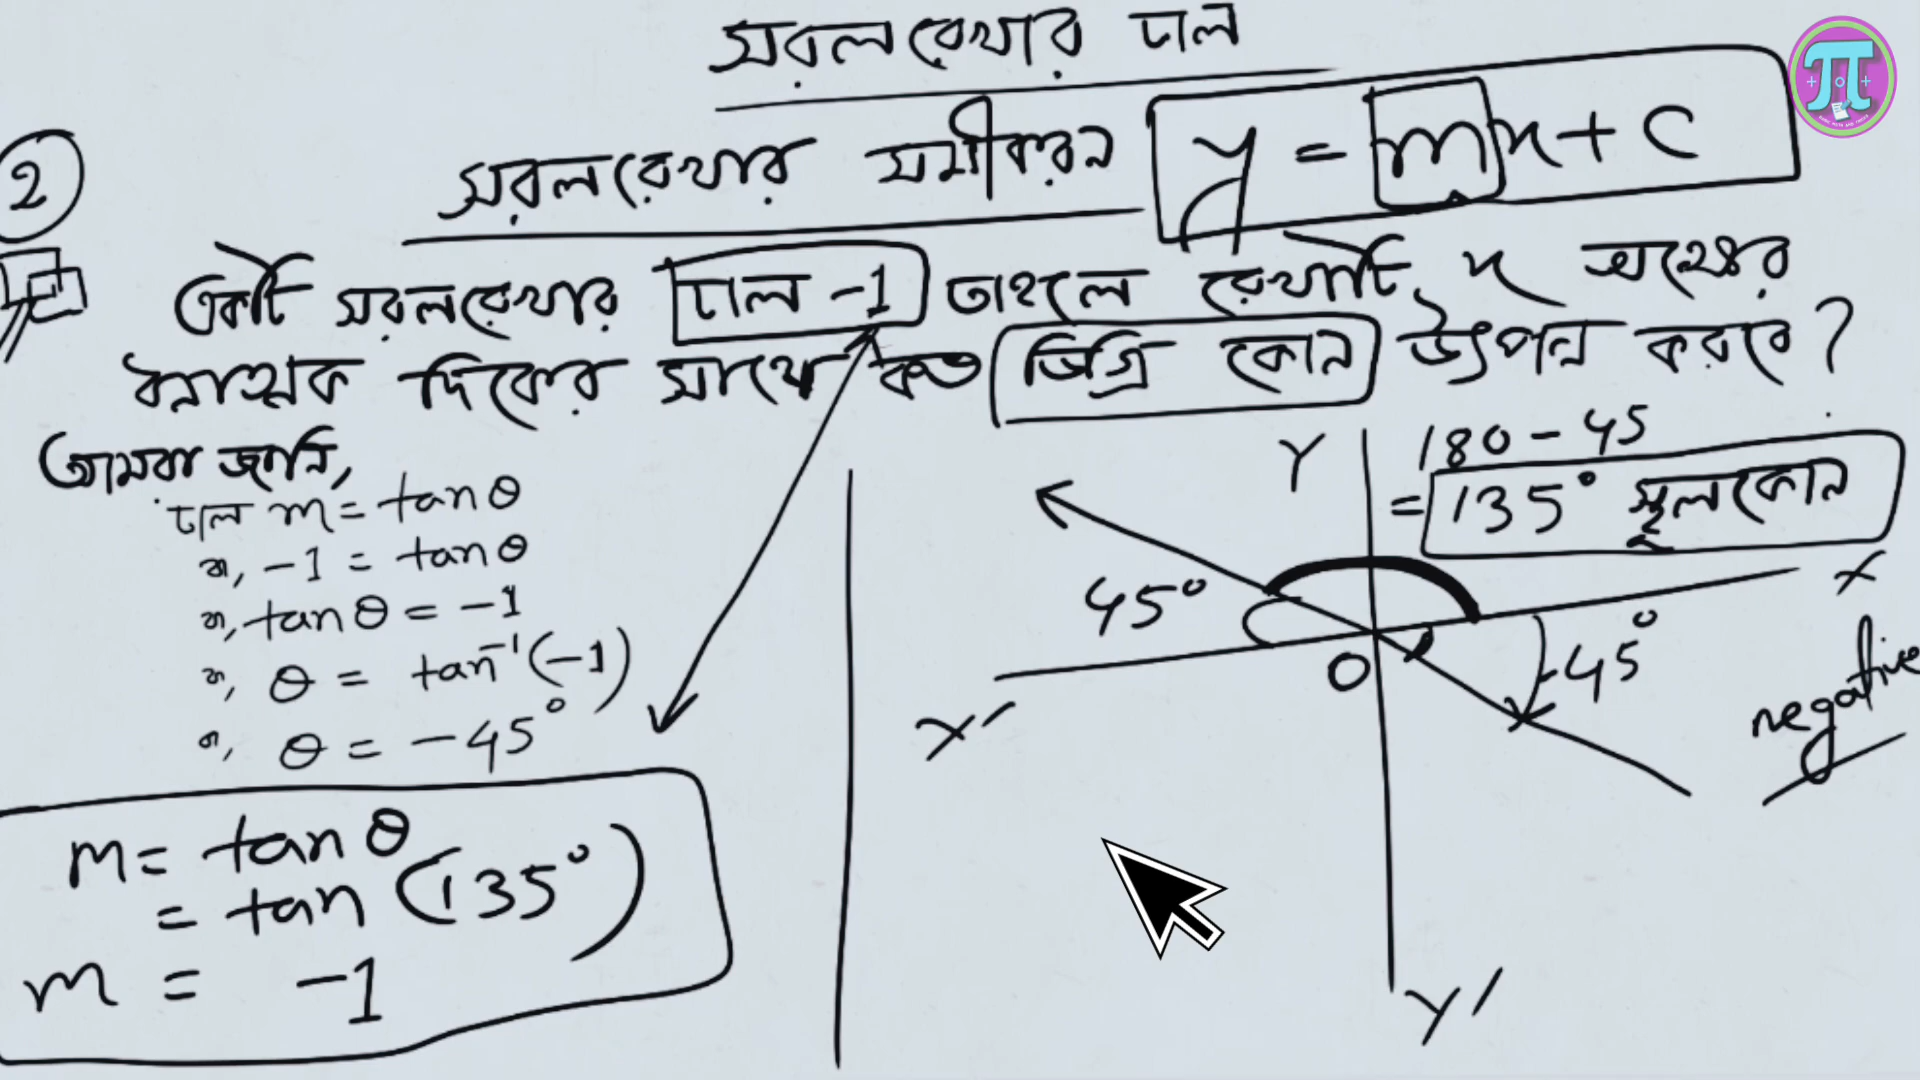 সরলরেখার ঢাল
সরলরেখার সমীকরন y = mx + c
2
একটি সরলরেখার ঢাল -1 তাহলে রেখাটি x অক্ষের
ধনাত্মক দিকের সাথে কত ডিগ্রি কোন উৎপন্ন করবে?
আমরা জানি,
ঢাল m = tanθ
বা, -1 = tanθ
বা, tanθ = -1
বা, θ = tan⁻¹(-1)
বা, θ = -45°
m = tanθ
= tan(135°)
m = -1
180 - 45
= 135° স্থূলকোন
Y
X
45°
O
-45°
negative
X'
Y'